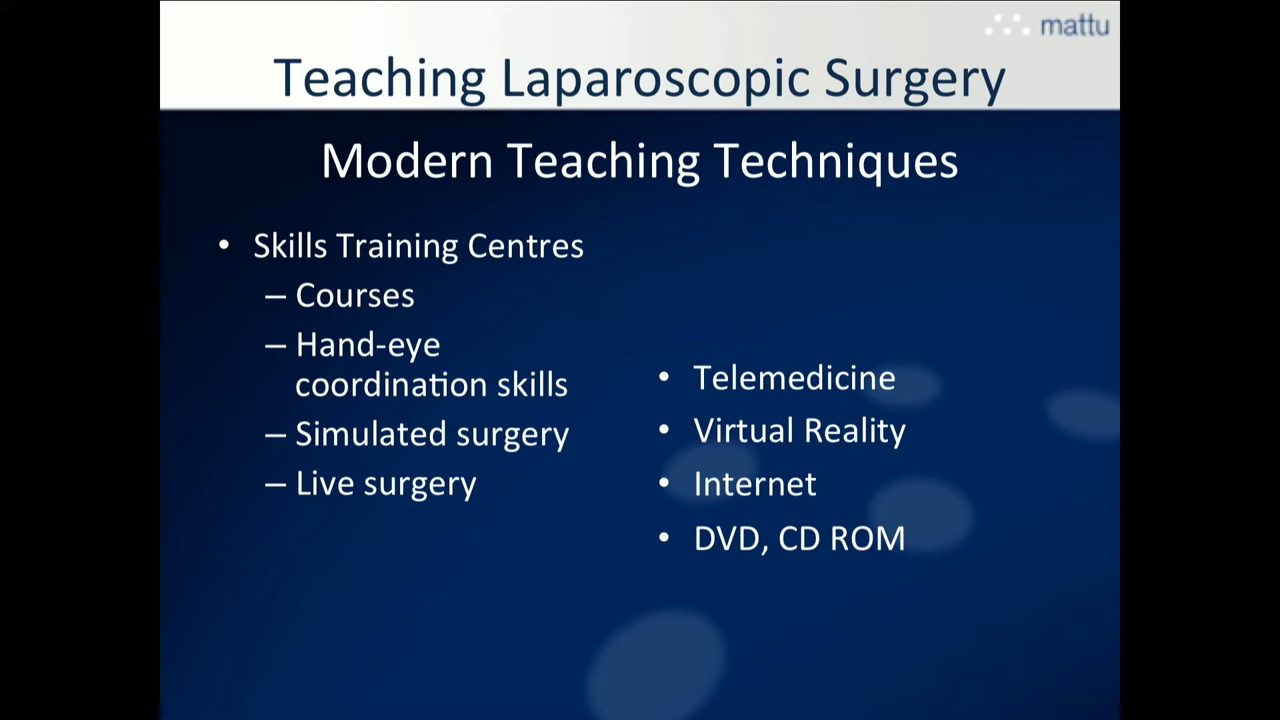 mattu
Teaching Laparoscopic Surgery
Modern Teaching Techniques
• Skills Training Centres
– Courses
– Hand-eye
coordination skills
– Simulated surgery
– Live surgery
• Telemedicine
• Virtual Reality
• Internet
• DVD, CD ROM